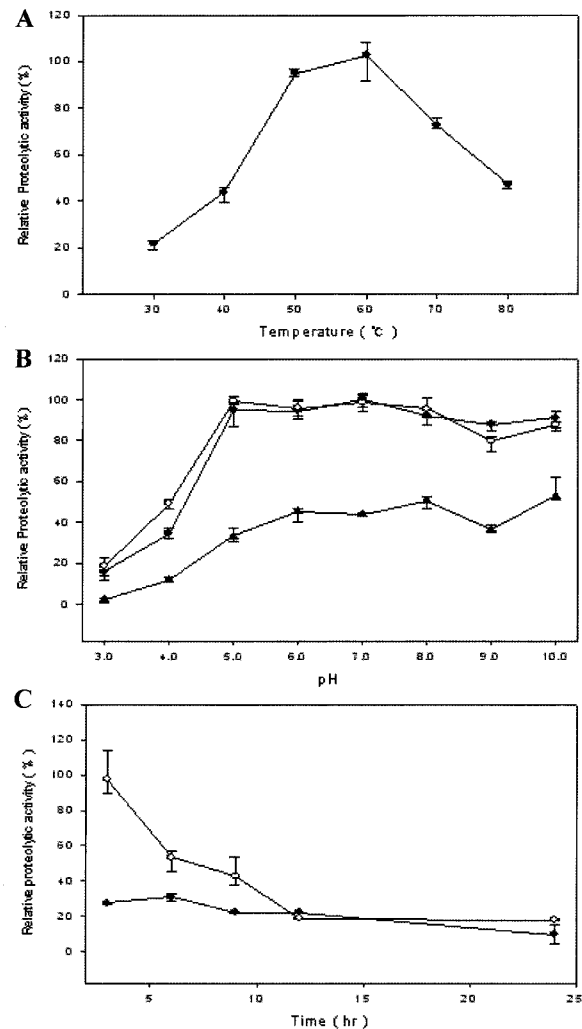 A
Relative Proteolytic activity (%)
120
100
80
60
40
20
0
30 40 50 60 70 80
Temperature ( ℃ )
B
Relative Proteolytic activity (%)
120
100
80
60
40
20
0
3.0 4.0 5.0 6.0 7.0 8.0 9.0 10.0
pH
C
Relative proteolytic activity ( % )
140
120
100
80
60
40
20
0
5 10 15 20 25
Time ( hr )